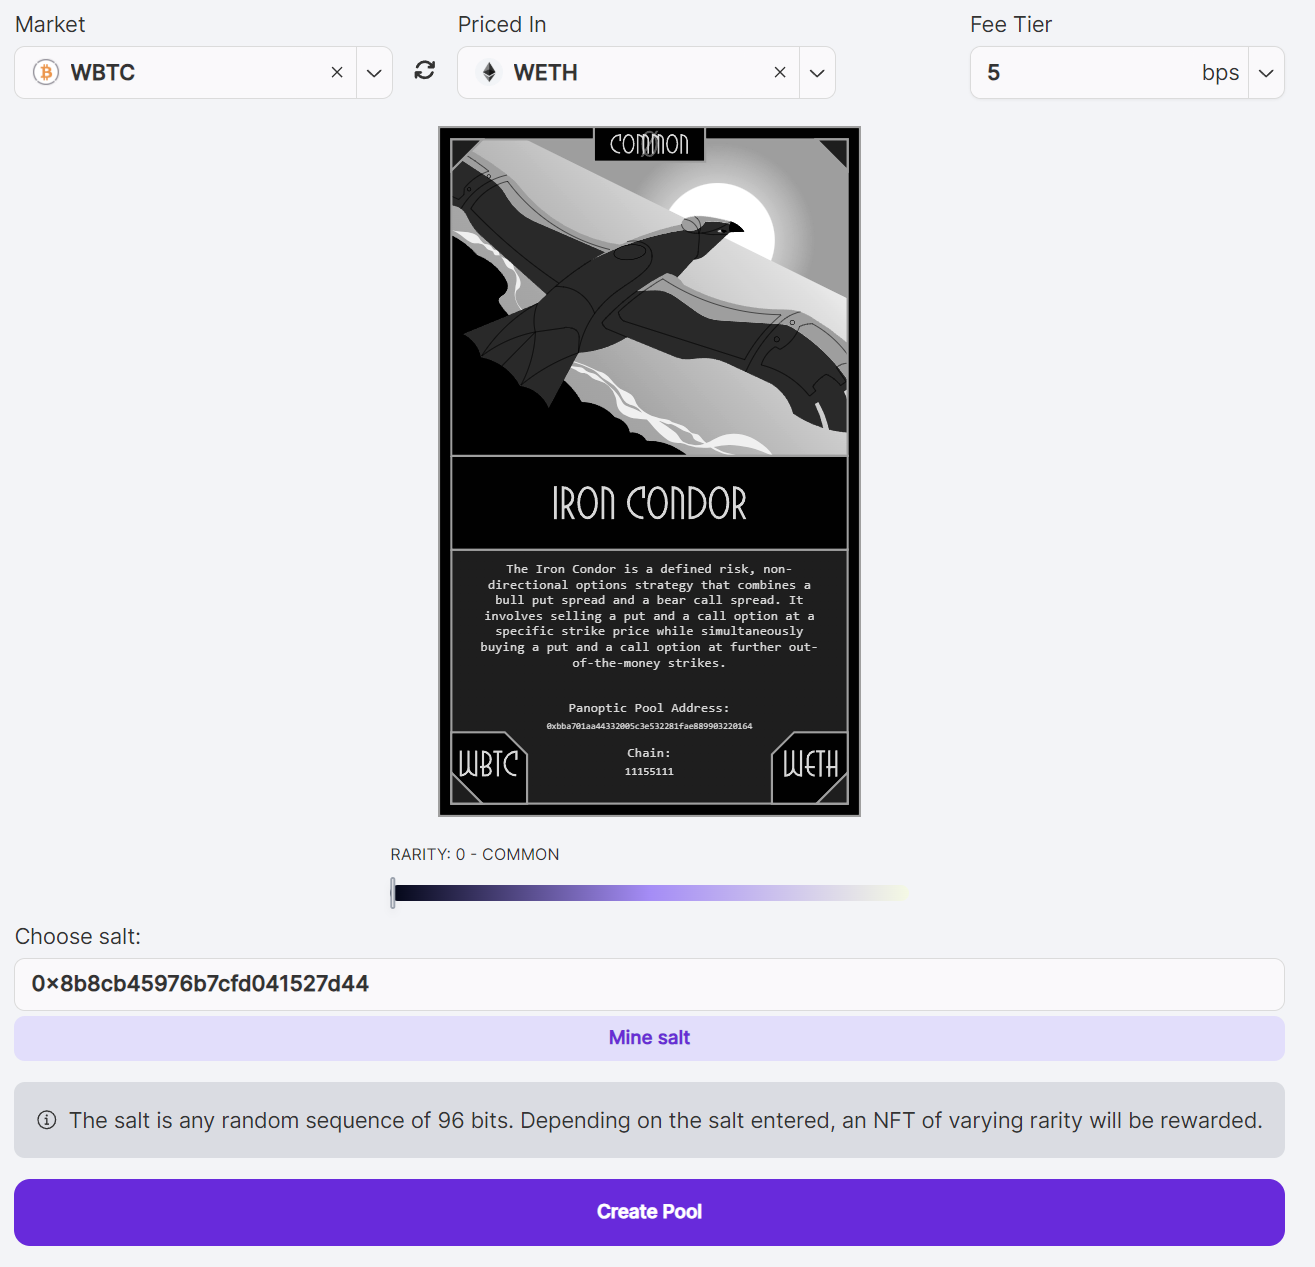 Market
Priced In
Fee Tier
WBTC
WETH
5 bps
COMMON
IRON CONDOR
The Iron Condor is a defined risk, non-
directional options strategy that combines a
bull put spread and a bear call spread. It
involves selling a put and a call option at a
specific strike price while simultaneously
buying a put and a call option at further out-
of-the-money strikes.
Panoptic Pool Address:
0xbba701aa44332005c3e532281fae889903220164
Chain:
11155111
WBTC
WETH
RARITY: 0 - COMMON
Choose salt:
0x8b8cb45976b7cfd041527d44
Mine salt
The salt is any random sequence of 96 bits. Depending on the salt entered, an NFT of varying rarity will be rewarded.
Create Pool